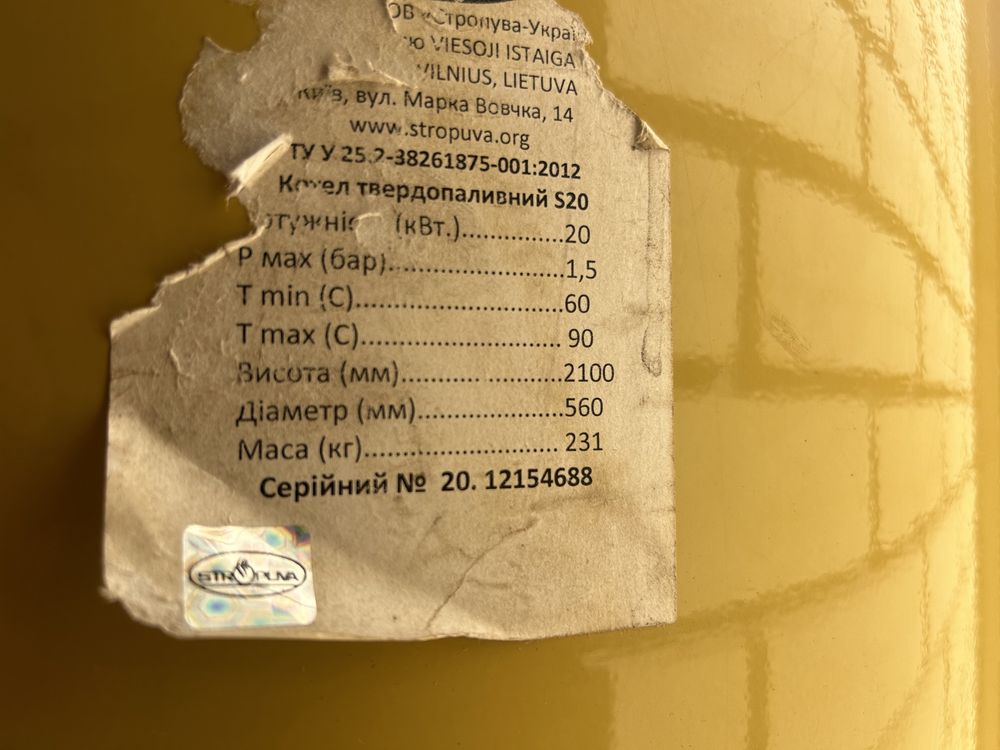 ОВ «Стропува-Украї
ю VIESOJI ISTAIGA
VILNIUS, LIETUVA
Київ, вул. Марка Вовчка, 14
www.stropuva.org
ТУ У 25.2-38261875-001:2012
Котел твердопаливний S20
отужніс (кВт.)...............20
Р мах (бар)..........................1,5
T min (C)..............................60
T max (C)............................. 90
Висота (мм)........... ............2100
Діаметр (мм)......................560
Маса (кг)............................ 231
Серійний № 20. 12154688
STROPUVA